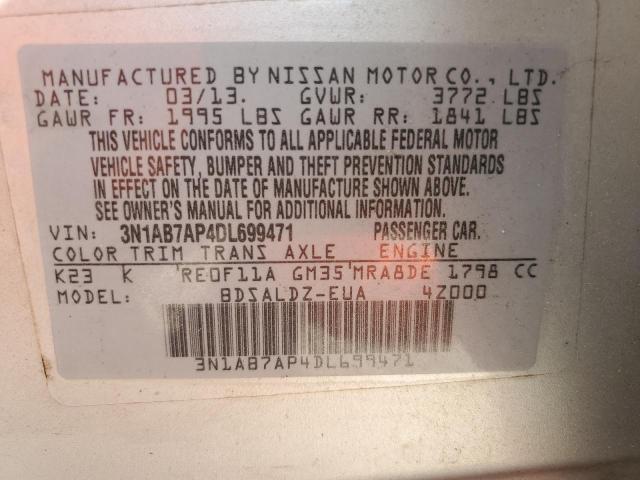 MANUFACTURED BY NISSAN MOTOR CO., LTD.
DATE: 03/13. GVWR: 3772 LBS
GAWR FR: 1995 LBS GAWR RR: 1841 LBS
THIS VEHICLE CONFORMS TO ALL APPLICABLE FEDERAL MOTOR
VEHICLE SAFETY, BUMPER AND THEFT PREVENTION STANDARDS
IN EFFECT ON THE DATE OF MANUFACTURE SHOWN ABOVE.
SEE OWNER'S MANUAL FOR ADDITIONAL INFORMATION.
VIN: 3N1AB7AP4DL699471 PASSENGER CAR.
COLOR TRIM TRANS AXLE ENGINE
K23 K 'RE0F11A GM35'MRA8DE 1798 CC
MODEL: BDSALDZ-EUA 4Z000
3N1AB7AP4DL699471